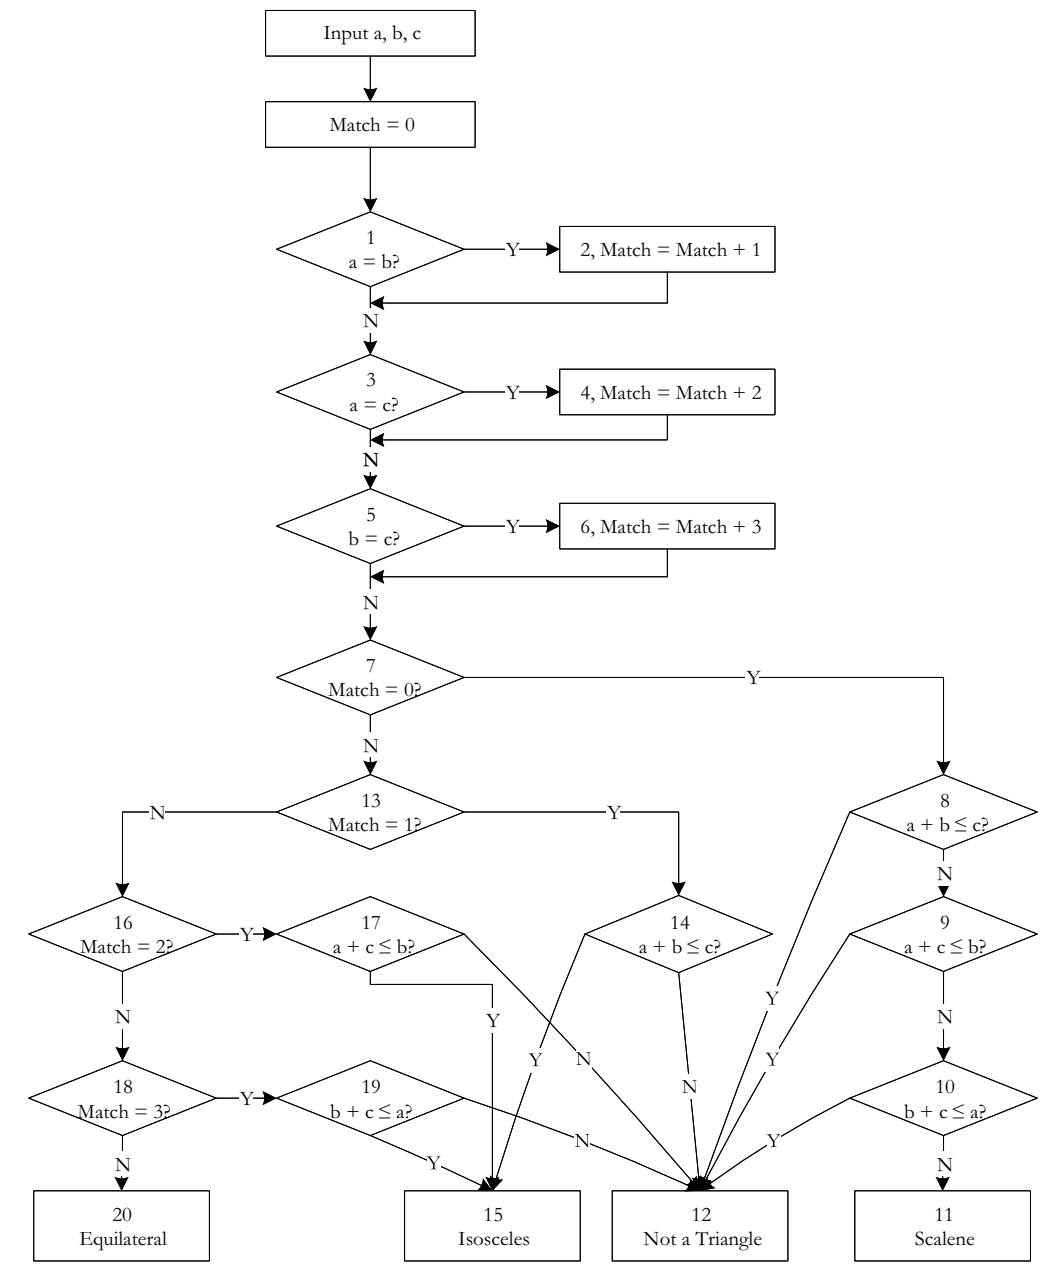 Input a, b, c
Match = 0
1
a = b?
Y
2, Match = Match + 1
N
3
a = c?
Y
4, Match = Match + 2
N
5
b = c?
Y
6, Match = Match + 3
N
7
Match = 0?
Y
N
13
Match = 1?
N
Y
8
a + b ≤ c?
N
16
Match = 2?
Y
17
a + c ≤ b?
14
a + b ≤ c?
9
a + c ≤ b?
Y
N
Y
Y
N
Y
N
N
18
Match = 3?
Y
19
b + c ≤ a?
10
b + c ≤ a?
N
Y
N
Y
N
20
Equilateral
15
Isosceles
12
Not a Triangle
11
Scalene